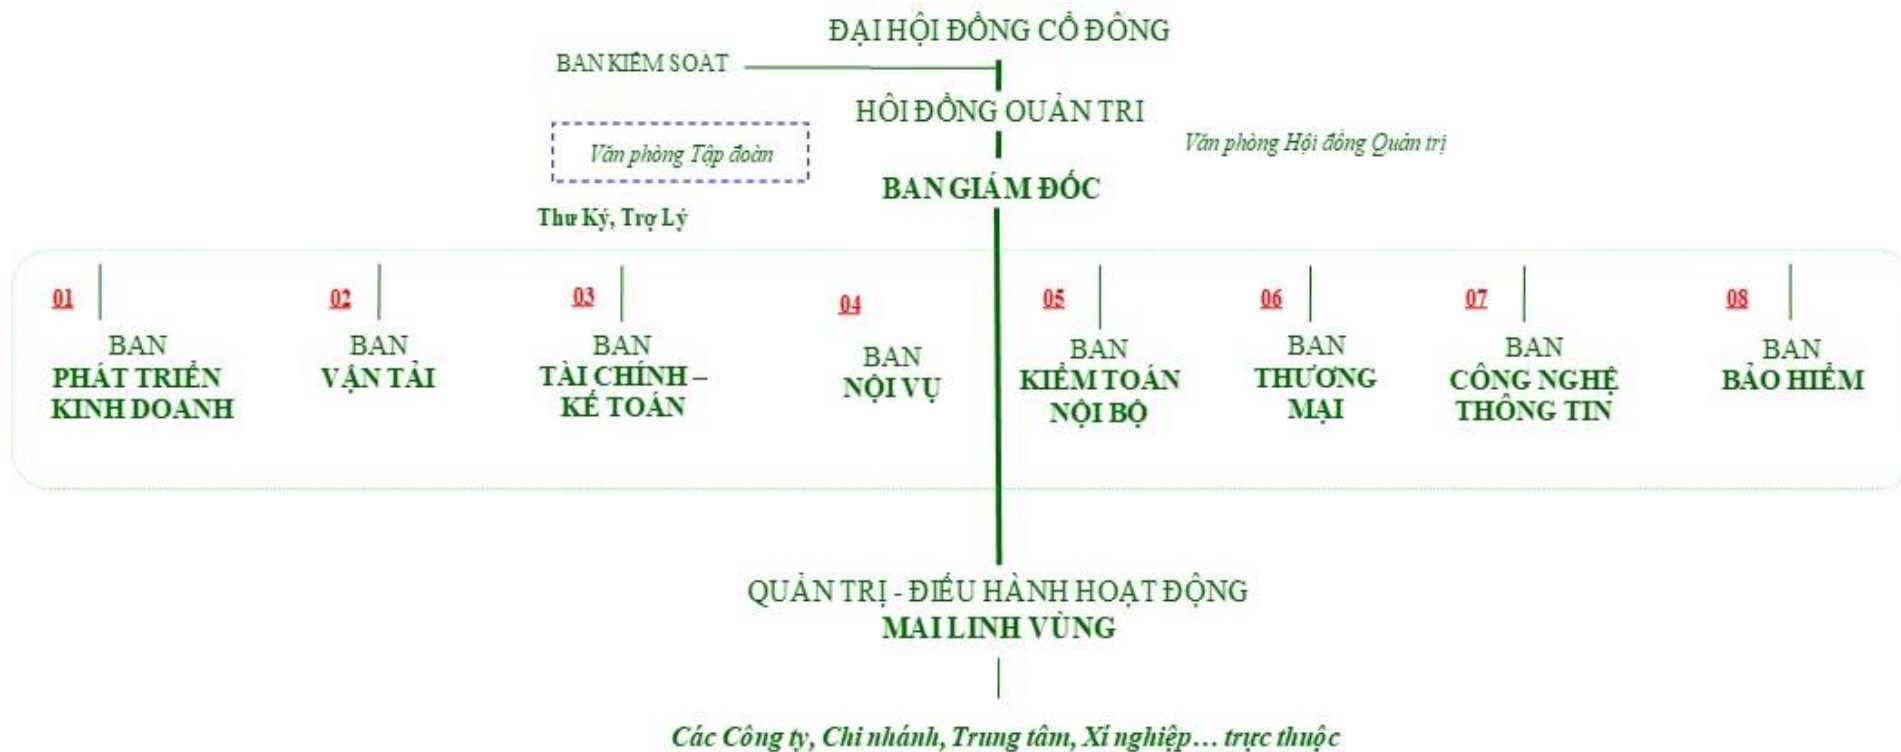 ĐẠI HỘI ĐỒNG CỔ ĐÔNG
BAN KIỂM SOÁT
HỘI ĐỒNG QUẢN TRỊ
Văn phòng Tập đoàn
Văn phòng Hội đồng Quản trị
BAN GIÁM ĐỐC
Thư Ký, Trợ Lý
01
BAN
PHÁT TRIỂN
KINH DOANH
02
BAN
VẬN TẢI
03
BAN
TÀI CHÍNH –
KẾ TOÁN
04
BAN
NỘI VỤ
05
BAN
KIỂM TOÁN
NỘI BỘ
06
BAN
THƯƠNG
MẠI
07
BAN
CÔNG NGHỆ
THÔNG TIN
08
BAN
BẢO HIỂM
QUẢN TRỊ - ĐIỀU HÀNH HOẠT ĐỘNG
MAI LINH VÙNG
Các Công ty, Chi nhánh, Trung tâm, Xí nghiệp… trực thuộc